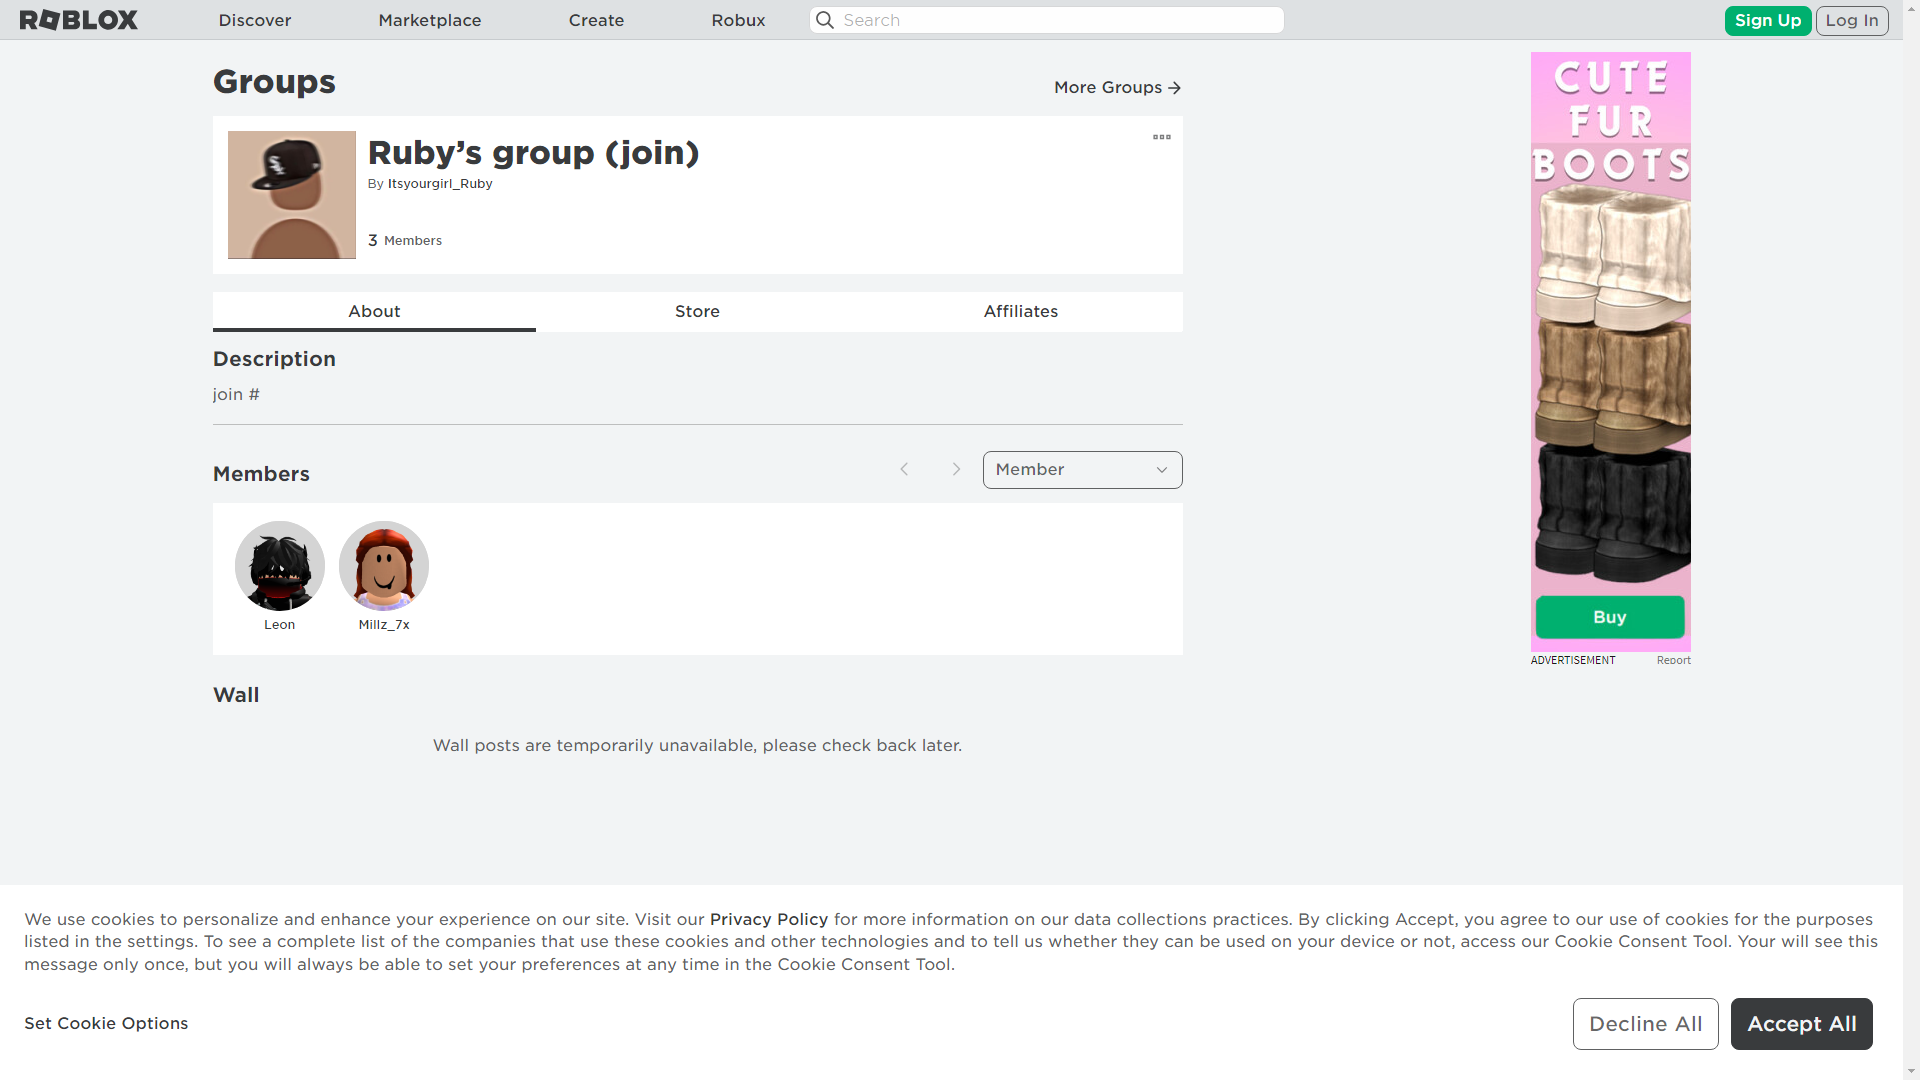 ROBLOX
Discover
Marketplace
Create
Robux
Search
Sign Up
Log In
Groups
More Groups
Ruby’s group (join)
By Itsyourgirl_Ruby
3 Members
About
Store
Affiliates
Description
join #
Members
Member
Leon
Millz_7x
Wall
Wall posts are temporarily unavailable, please check back later.
CUTE
FUR
BOOTS
Buy
ADVERTISEMENT
Report
We use cookies to personalize and enhance your experience on our site. Visit our Privacy Policy for more information on our data collections practices. By clicking Accept, you agree to our use of cookies for the purposes
listed in the settings. To see a complete list of the companies that use these cookies and other technologies and to tell us whether they can be used on your device or not, access our Cookie Consent Tool. Your will see this
message only once, but you will always be able to set your preferences at any time in the Cookie Consent Tool.
Set Cookie Options
Decline All
Accept All